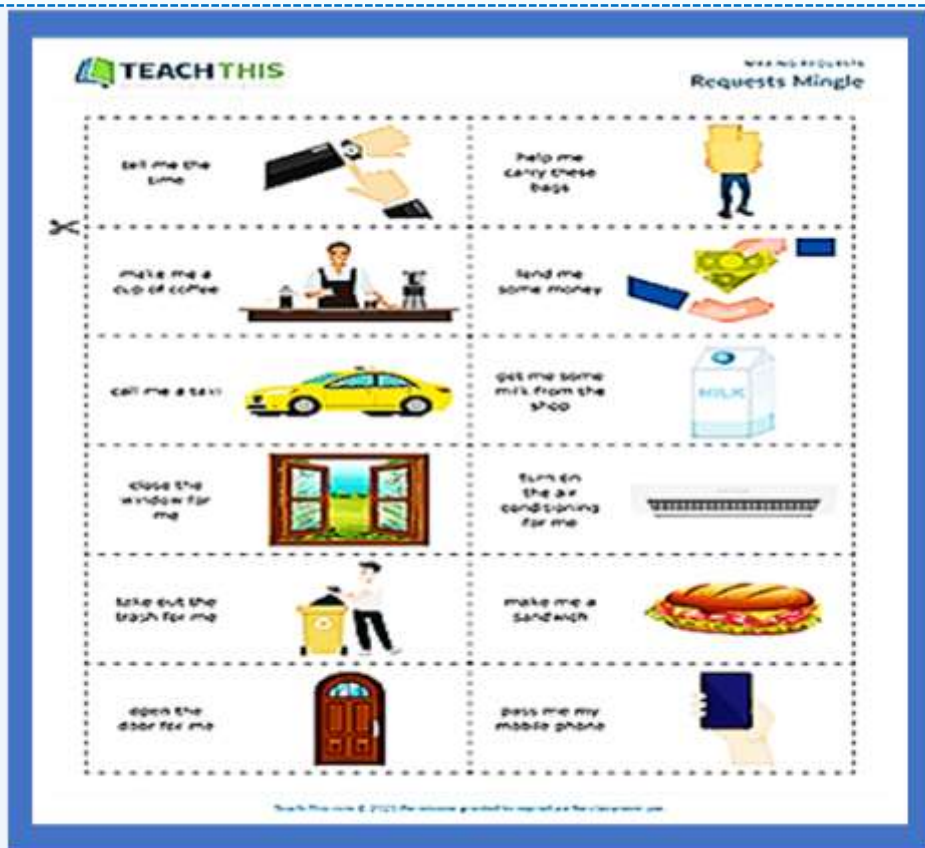 TEACH THIS
MAKING REQUESTS
Requests Mingle
tell me the
time
help me
carry these
bags
make me a
cup of coffee
lend me
some money
call me a taxi
get me some
milk from the
shop
MILK
close the
window for
me
turn on
the air
conditioning
for me
take out the
trash for me
make me a
sandwich
open the
door for me
pass me my
mobile phone